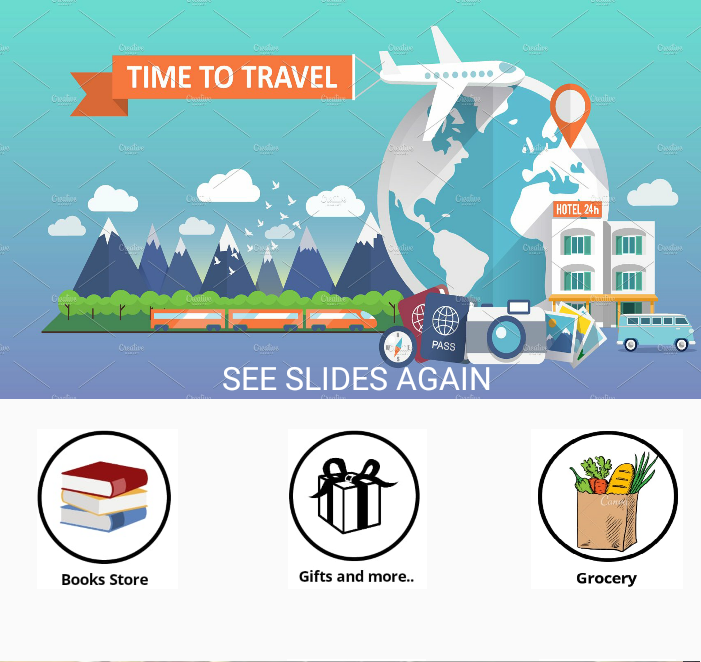 TIME TO TRAVEL
HOTEL 24h
PASS
SEE SLIDES AGAIN
Books Store
Gifts and more..
Grocery